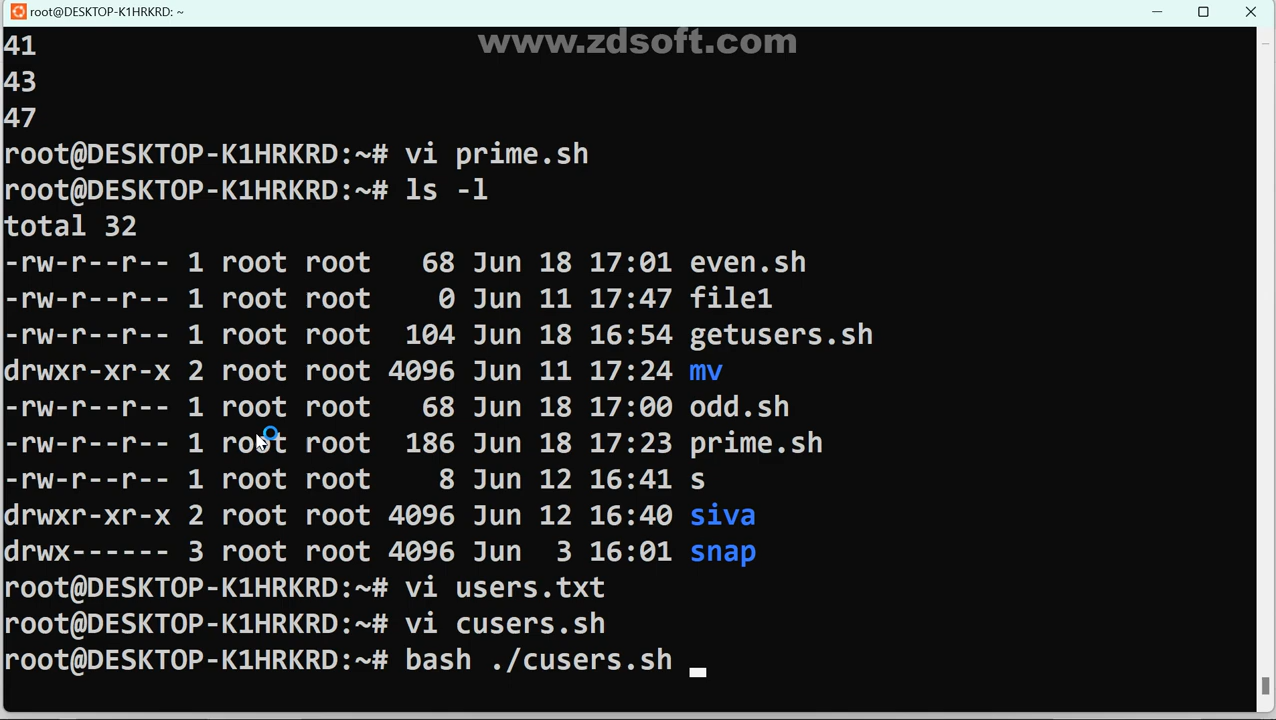 root@DESKTOP-K1HRKRD: ~
www.zdsoft.com
41
43
47
root@DESKTOP-K1HRKRD:~# vi prime.sh
root@DESKTOP-K1HRKRD:~# ls -l
total 32
-rw-r--r-- 1 root root   68 Jun 18 17:01 even.sh
-rw-r--r-- 1 root root    0 Jun 11 17:47 file1
-rw-r--r-- 1 root root  104 Jun 18 16:54 getusers.sh
drwxr-xr-x 2 root root 4096 Jun 11 17:24 mv
-rw-r--r-- 1 root root   68 Jun 18 17:00 odd.sh
-rw-r--r-- 1 root root  186 Jun 18 17:23 prime.sh
-rw-r--r-- 1 root root    8 Jun 12 16:41 s
drwxr-xr-x 2 root root 4096 Jun 12 16:40 siva
drwx------ 3 root root 4096 Jun  3 16:01 snap
root@DESKTOP-K1HRKRD:~# vi users.txt
root@DESKTOP-K1HRKRD:~# vi cusers.sh
root@DESKTOP-K1HRKRD:~# bash ./cusers.sh